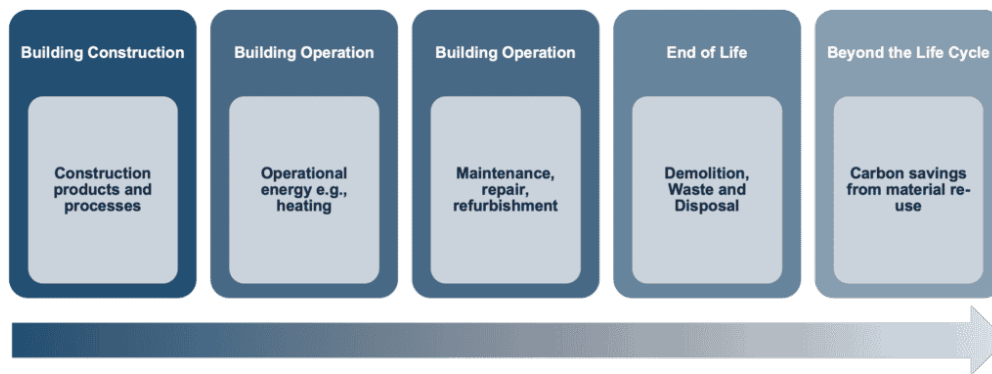 Building Construction
Construction
products and
processes
Building Operation
Operational
energy e.g.,
heating
Building Operation
Maintenance,
repair,
refurbishment
End of Life
Demolition,
Waste and
Disposal
Beyond the Life Cycle
Carbon savings
from material re-
use